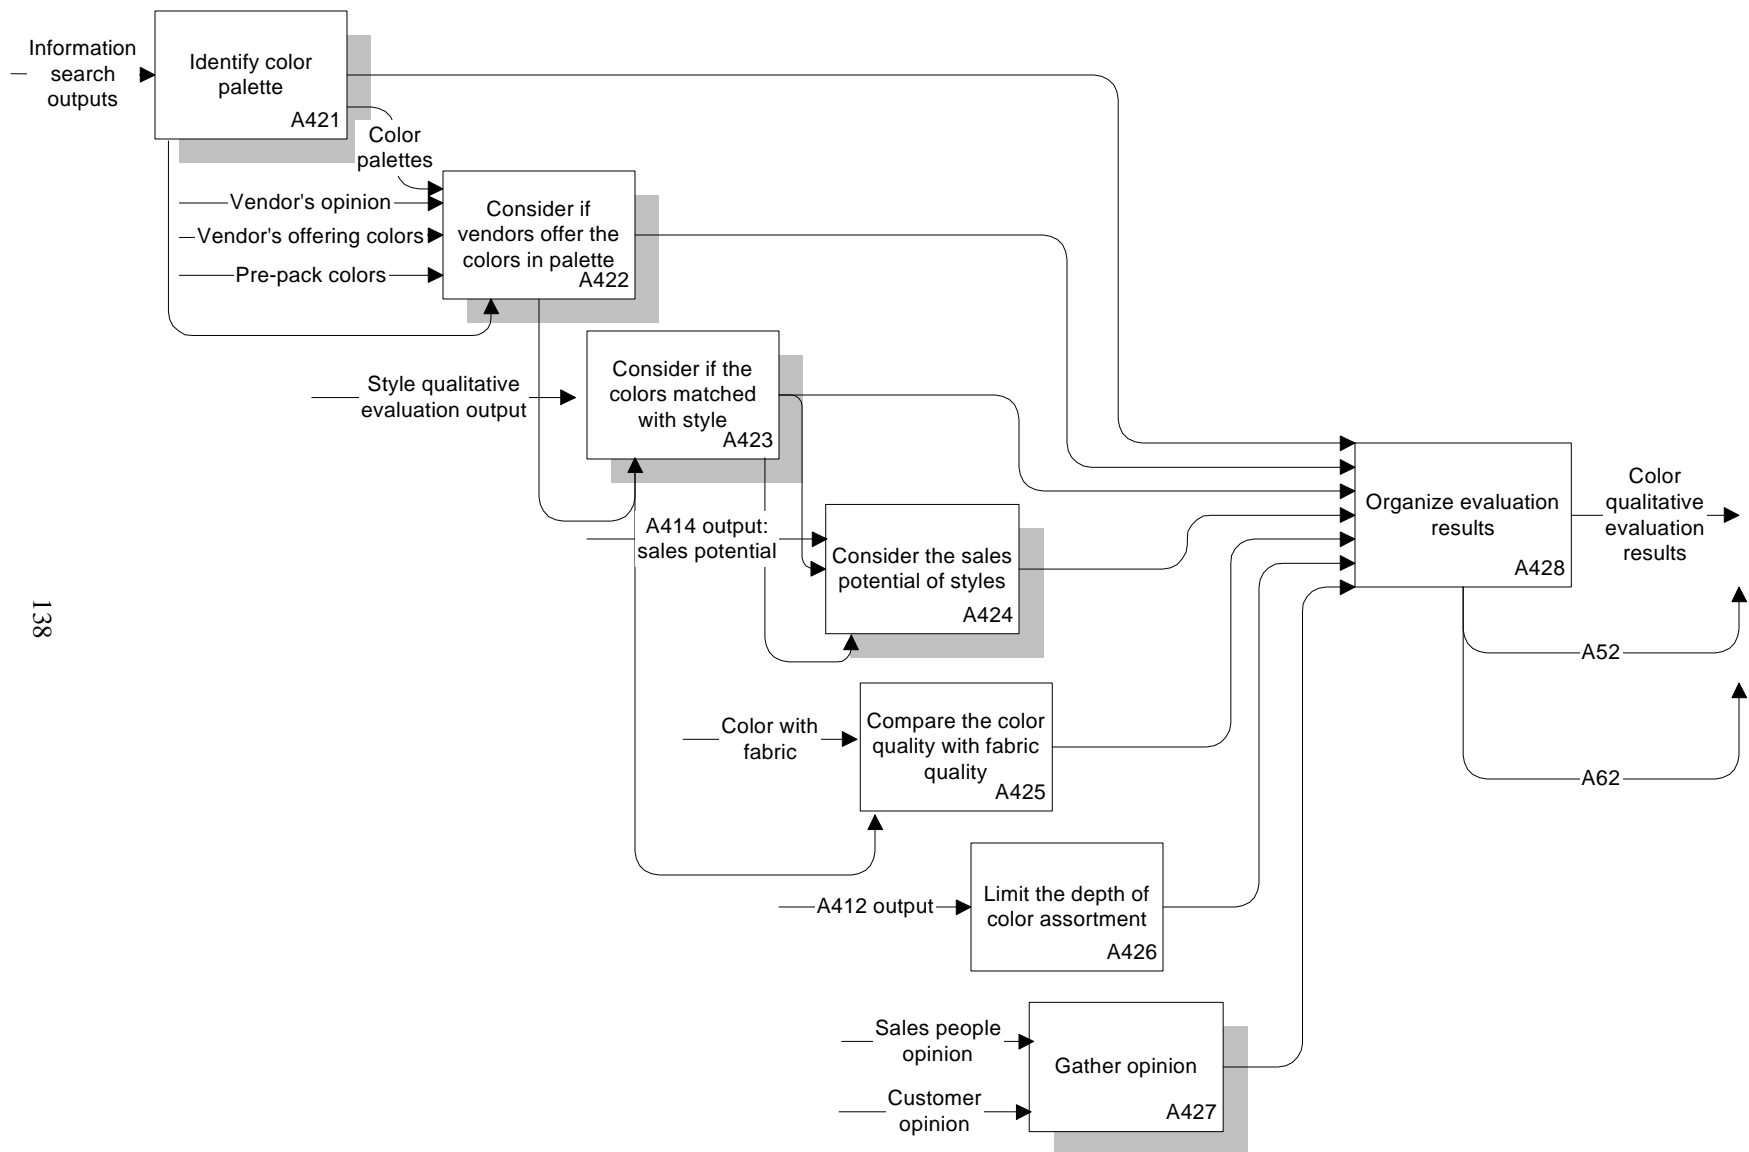 Information
search
outputs
Identify color
palette
A421
Color
palettes
Vendor's opinion
Vendor's offering colors
Pre-pack colors
Consider if
vendors offer the
colors in palette
A422
Style qualitative
evaluation output
Consider if the
colors matched
with style
A423
A414 output:
sales potential
Consider the sales
potential of styles
A424
Color with
fabric
Compare the color
quality with fabric
quality
A425
A412 output
Limit the depth of
color assortment
A426
Sales people
opinion
Customer
opinion
Gather opinion
A427
Organize evaluation
results
A428
Color
qualitative
evaluation
results
A52
A62
138